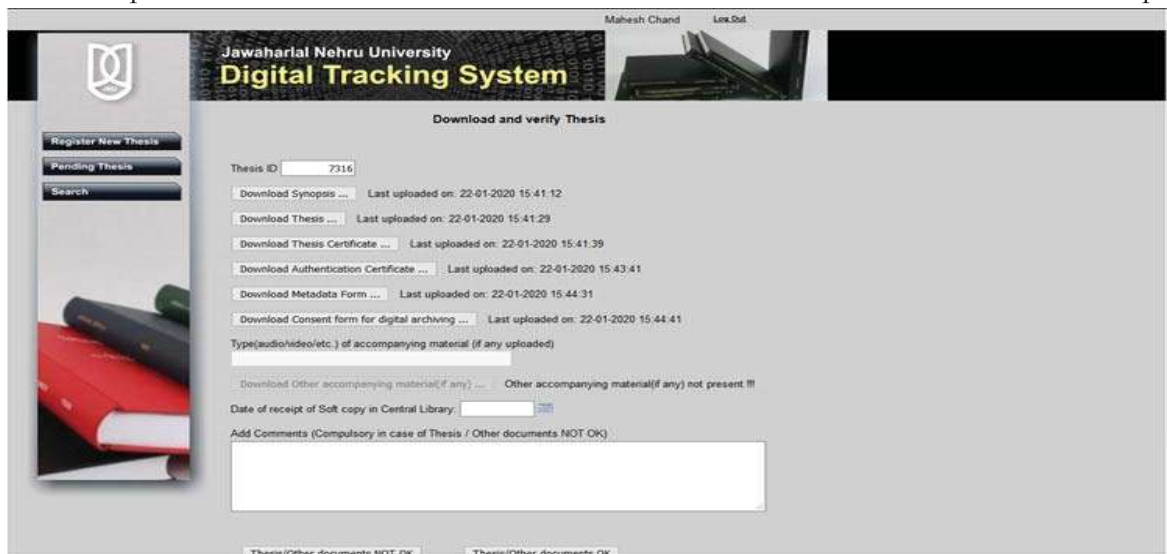 Mahesh Chand Log Out
Jawaharlal Nehru University
Digital Tracking System
Download and verify Thesis
Register New Thesis
Pending Thesis
Search
Thesis ID 7316
Download Synopsis ... Last uploaded on: 22-01-2020 15:41:12
Download Thesis ... Last uploaded on: 22-01-2020 15:41:29
Download Thesis Certificate ... Last uploaded on: 22-01-2020 15:41:39
Download Authentication Certificate ... Last uploaded on: 22-01-2020 15:43:41
Download Metadata Form ... Last uploaded on: 22-01-2020 15:44:31
Download Consent form for digital archiving ... Last uploaded on: 22-01-2020 15:44:41
Type(audio/video/etc.) of accompanying material (if any uploaded)
Download Other accompanying material(if any) ... Other accompanying material(if any) not present !!!
Date of receipt of Soft copy in Central Library:
Add Comments (Compulsory in case of Thesis / Other documents NOT OK)
Thesis/Other documents NOT OK Thesis/Other documents OK